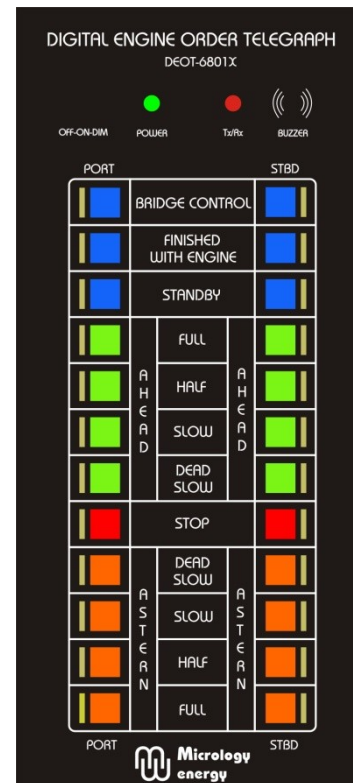 DIGITAL ENGINE ORDER TELEGRAPH
DEOT-6801X
OFF-ON-DIM POWER Tx/Rx BUZZER
PORT STBD
BRIDGE CONTROL
FINISHED
WITH ENGINE
STANDBY
AHEAD
FULL
HALF
SLOW
DEAD
SLOW
AHEAD
STOP
ASTERN
DEAD
SLOW
SLOW
HALF
FULL
ASTERN
PORT STBD
Micrology
energy